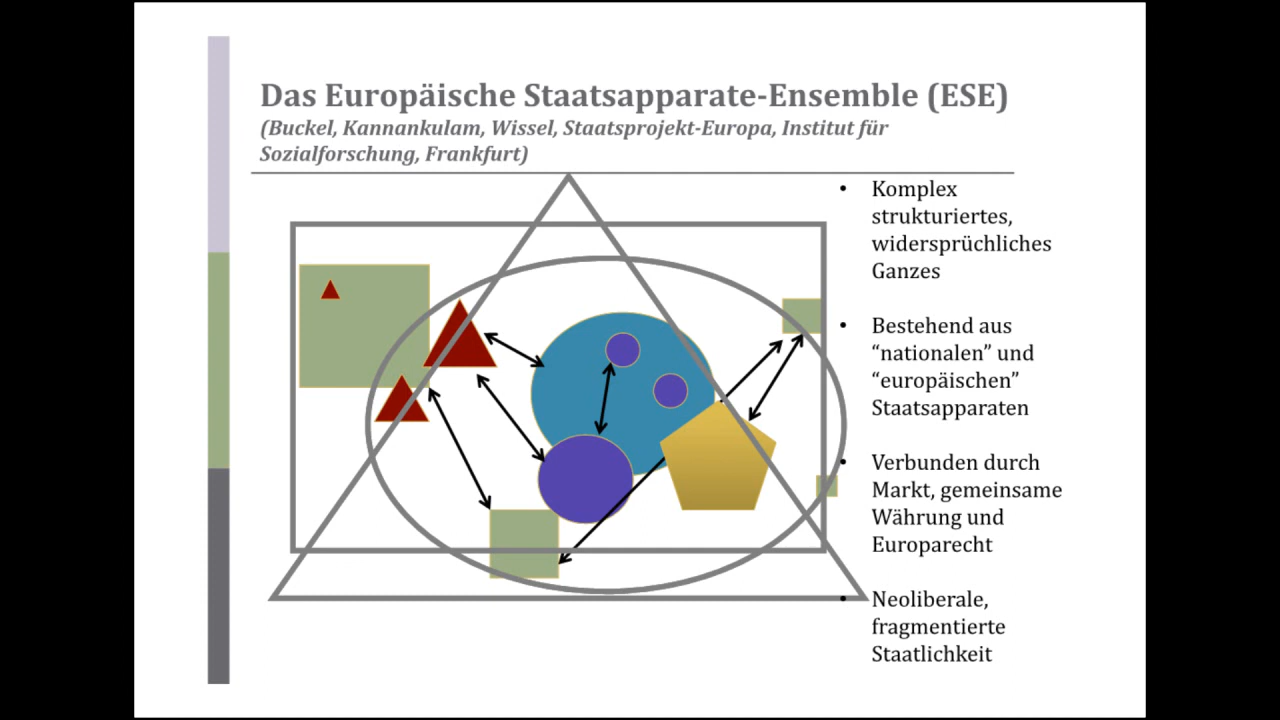 Das Europäische Staatsapparate-Ensemble (ESE)
(Buckel, Kannankulam, Wissel, Staatsprojekt-Europa, Institut für
Sozialforschung, Frankfurt)
• Komplex
strukturiertes,
widersprüchliches
Ganzes
• Bestehend aus
“nationalen” und
“europäischen”
Staatsapparaten
• Verbunden durch
Markt, gemeinsame
Währung und
Europarecht
• Neoliberale,
fragmentierte
Staatlichkeit